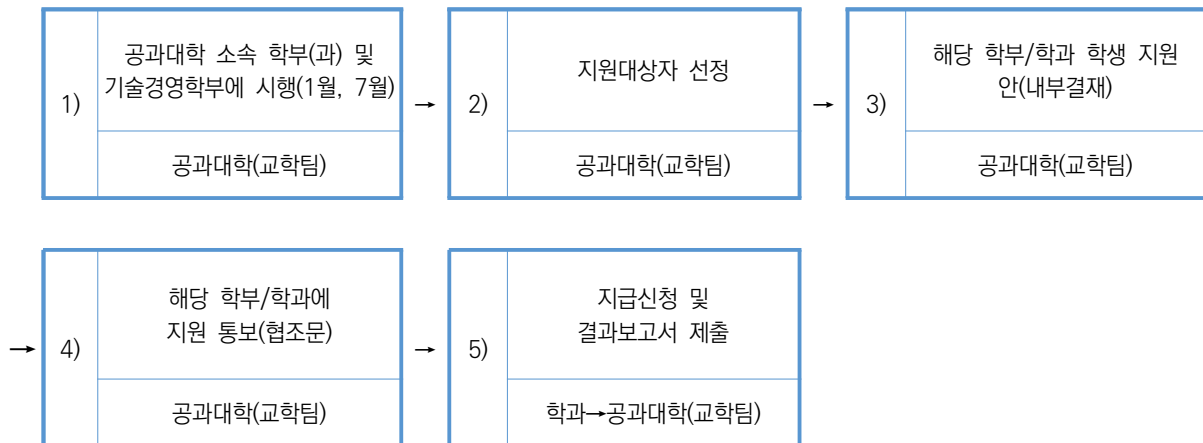 1)
공과대학 소속 학부(과) 및
기술경영학부에 시행(1월, 7월)
공과대학(교학팀)
→
2)
지원대상자 선정
공과대학(교학팀)
→
3)
해당 학부/학과 학생 지원
안(내부결재)
공과대학(교학팀)
→
4)
해당 학부/학과에
지원 통보(협조문)
공과대학(교학팀)
→
5)
지급신청 및
결과보고서 제출
학과→공과대학(교학팀)